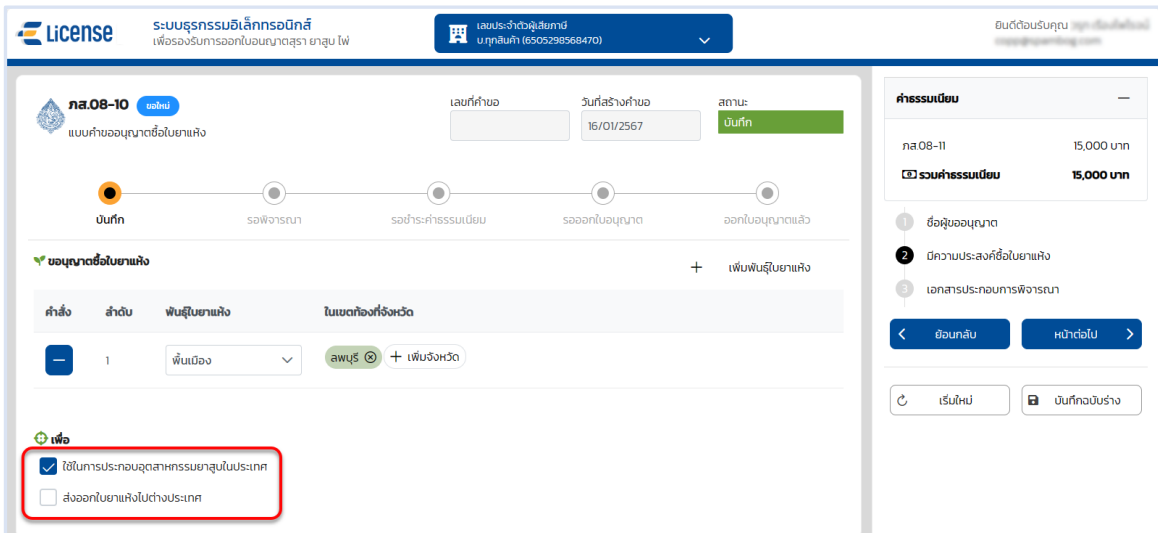 License
ระบบธุรกรรมอิเล็กทรอนิกส์
เพื่อรองรับการออกใบอนุญาตสุรา ยาสูบ ไพ่
เลขประจำตัวผู้เสียภาษี
บ.ทุกสินค้า (6505298568470)
ยินดีต้อนรับคุณ
ภส.08-10 ขอใหม่
แบบคำขออนุญาตซื้อใบยาแห้ง
เลขที่คำขอ
วันที่สร้างคำขอ
16/01/2567
สถานะ
บันทึก
บันทึก
รอพิจารณา
รอชำระค่าธรรมเนียม
รอออกใบอนุญาต
ออกใบอนุญาตแล้ว
ขอนุญาตซื้อใบยาแห้ง
+ เพิ่มพันธุ์ใบยาแห้ง
คำสั่ง ลำดับ พันธุ์ใบยาแห้ง ในเขตท้องที่จังหวัด
1 พื้นเมือง ลพบุรี + เพิ่มจังหวัด
เพื่อ
ใช้ในการประกอบอุตสาหกรรมยาสูบในประเทศ
ส่งออกใบยาแห้งไปต่างประเทศ
ค่าธรรมเนียม
ภส.08-11 15,000 บาท
รวมค่าธรรมเนียม 15,000 บาท
1 ชื่อผู้ขออนุญาต
2 มีความประสงค์ซื้อใบยาแห้ง
3 เอกสารประกอบการพิจารณา
ย้อนกลับ
หน้าต่อไป
เริ่มใหม่
บันทึกฉบับร่าง